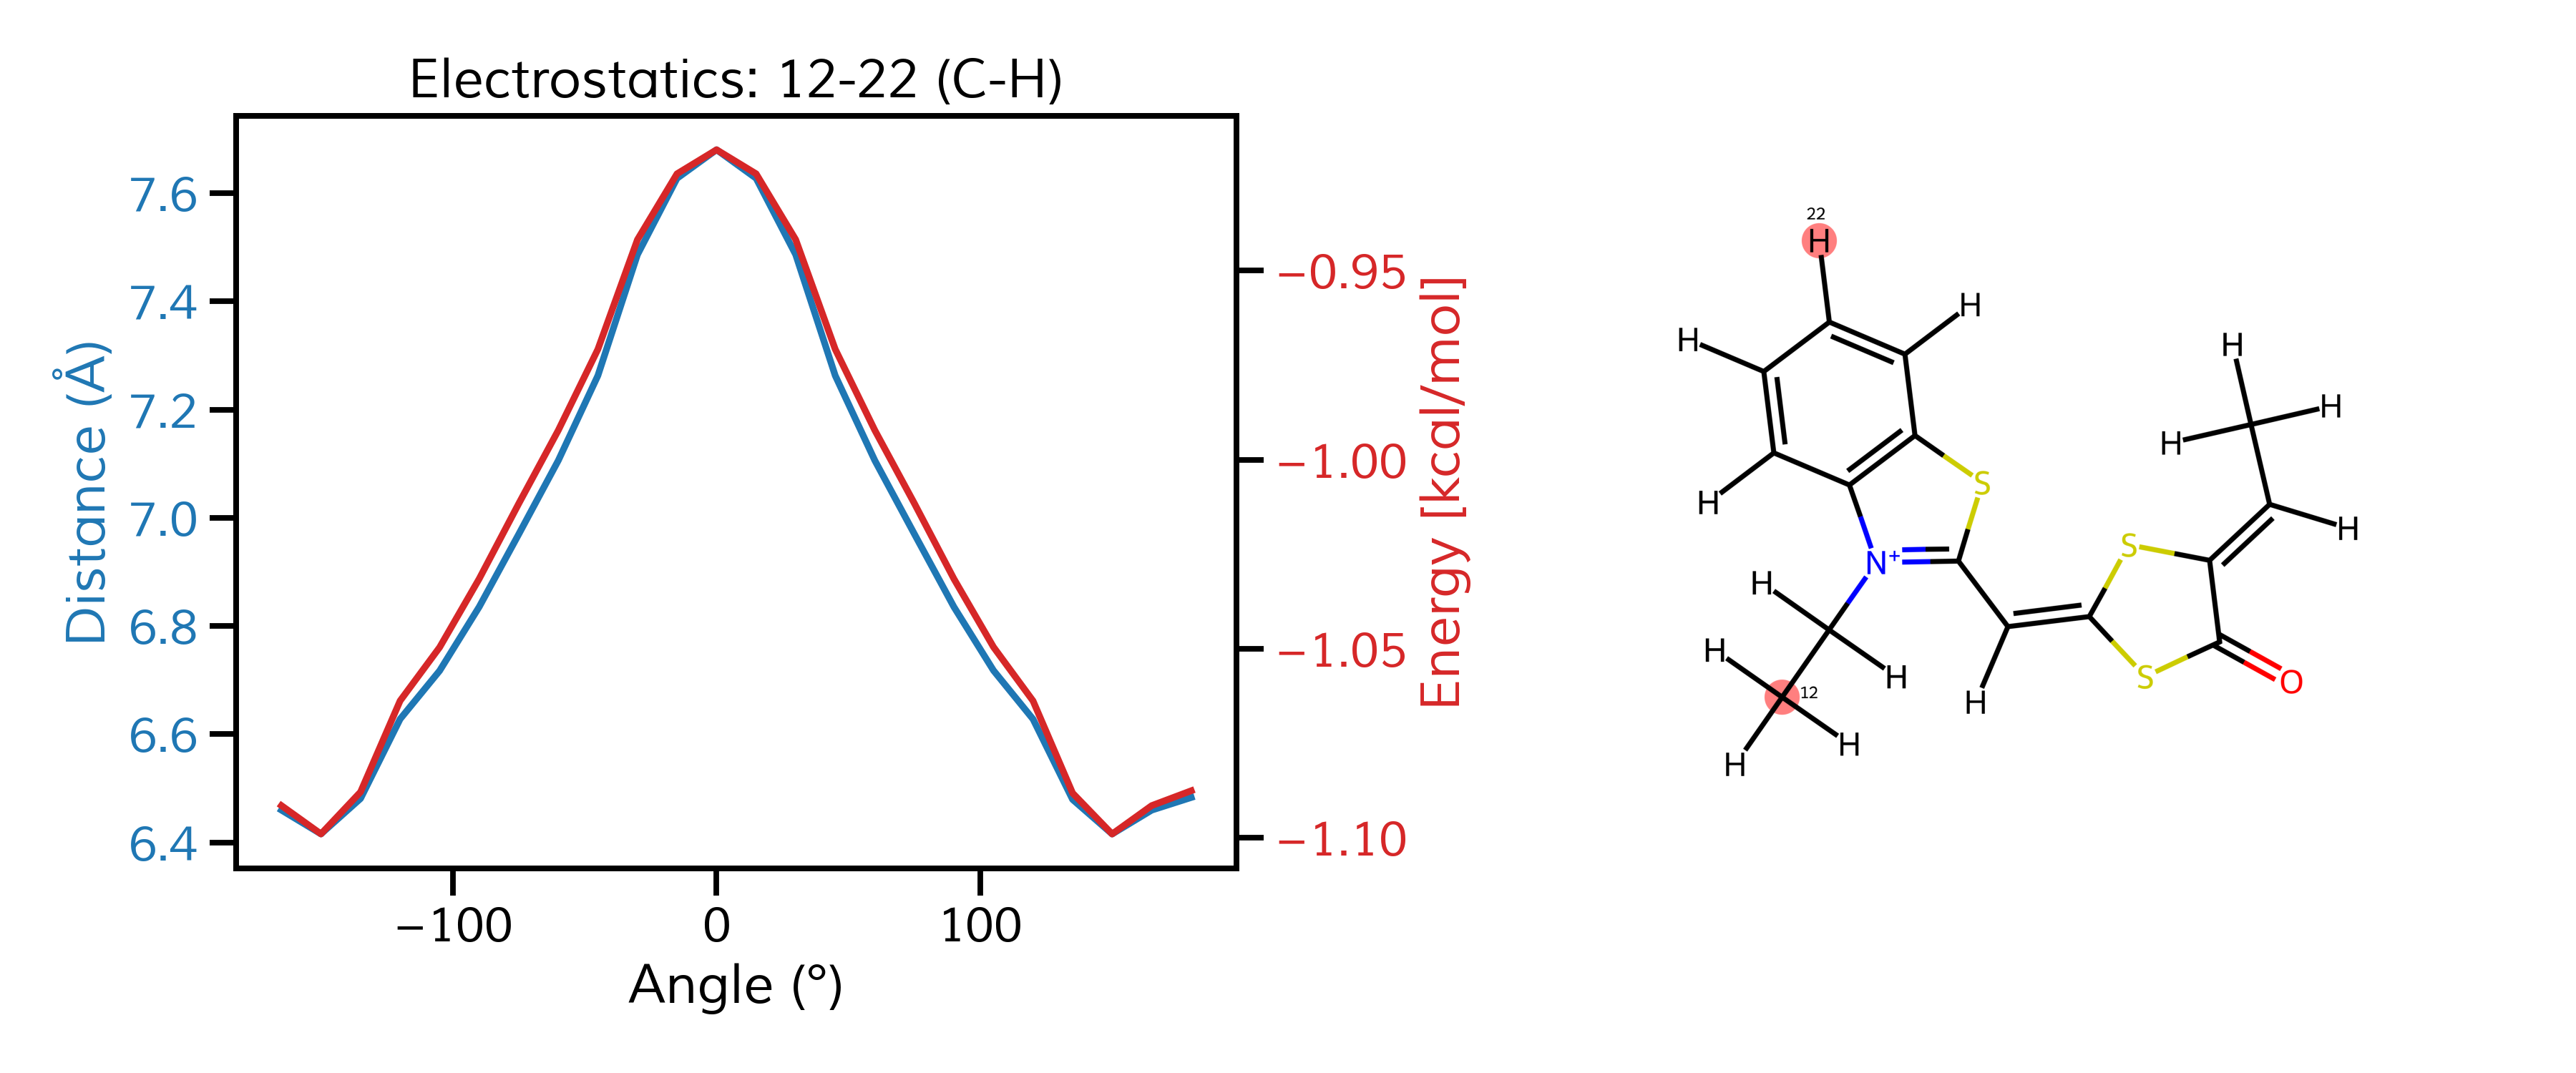 Electrostatics: 12-22 (C-H)
Distance (Å)
7.6
7.4
7.2
7.0
6.8
6.6
6.4
−100
0
100
Angle (°)
−0.95
−1.00
−1.05
−1.10
Energy [kcal/mol]
22
H
H
H
H
H
H
H
S
H
S
H
N+
H
H
H
S
O
12
H
H
H